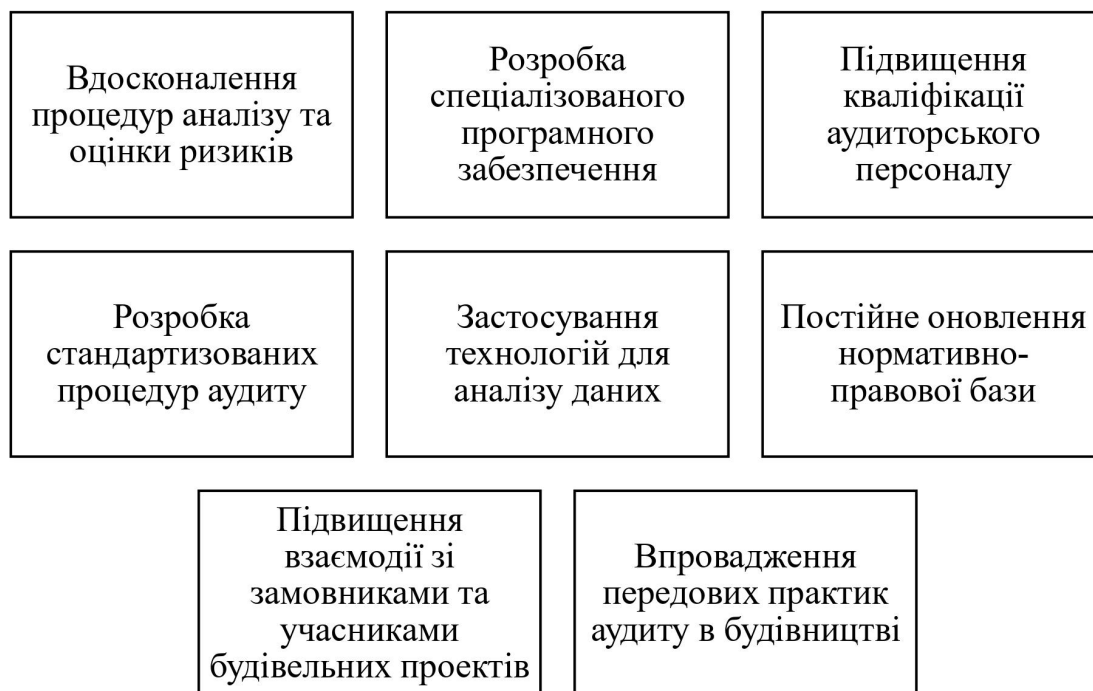 Вдосконалення
процедур аналізу та
оцінки ризиків
Розробка
спеціалізованого
програмного
забезпечення
Підвищення
кваліфікації
аудиторського
персоналу
Розробка
стандартизованих
процедур аудиту
Застосування
технологій для
аналізу даних
Постійне оновлення
нормативно-
правової бази
Підвищення
взаємодії зі
замовниками та
учасниками
будівельних проектів
Впровадження
передових практик
аудиту в будівництві